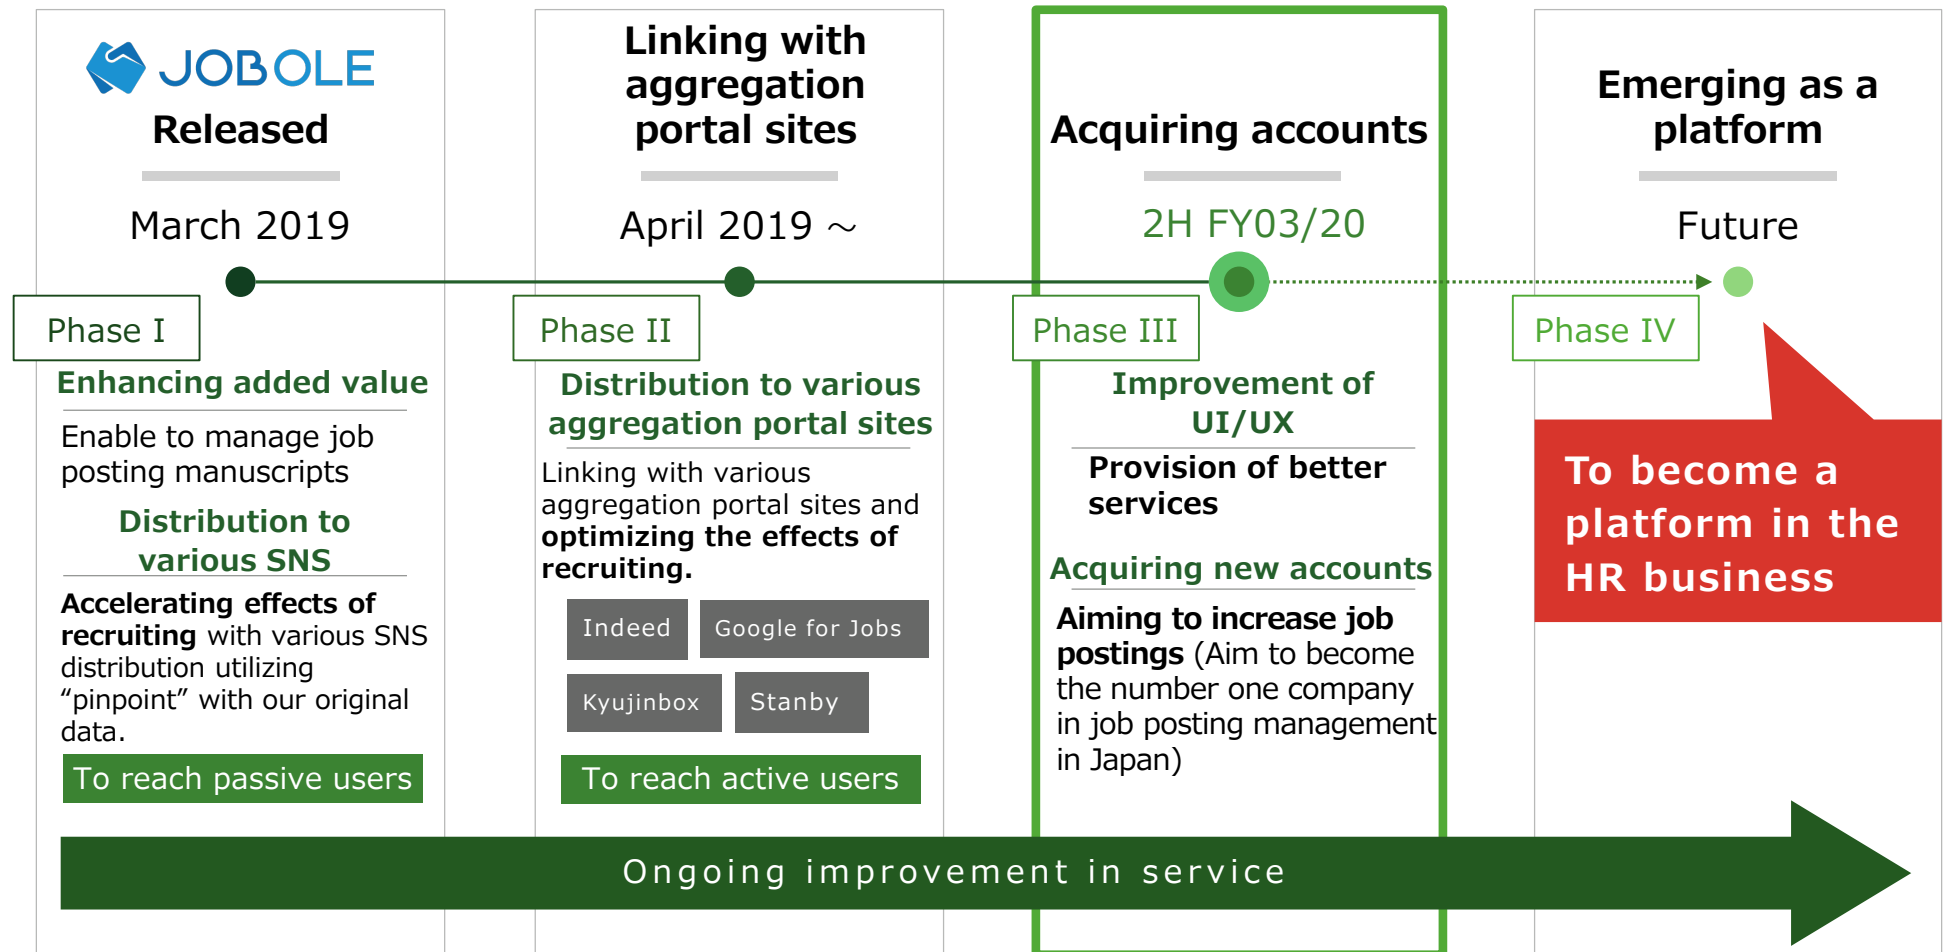 JOBOLE
Released
March 2019
Phase I
Enhancing added value
Enable to manage job
posting manuscripts
Distribution to
various SNS
Accelerating effects of
recruiting with various SNS
distribution utilizing
“pinpoint” with our original
data.
To reach passive users
Linking with
aggregation
portal sites
April 2019 ～
Phase II
Distribution to various
aggregation portal sites
Linking with various
aggregation portal sites and
optimizing the effects of
recruiting.
Indeed
Google for Jobs
Kyujinbox
Stanby
To reach active users
Acquiring accounts
2H FY03/20
Phase III
Improvement of
UI/UX
Provision of better
services
Acquiring new accounts
Aiming to increase job
postings (Aim to become
the number one company
in job posting management
in Japan)
Emerging as a
platform
Future
Phase IV
To become a
platform in the
HR business
Ongoing improvement in service